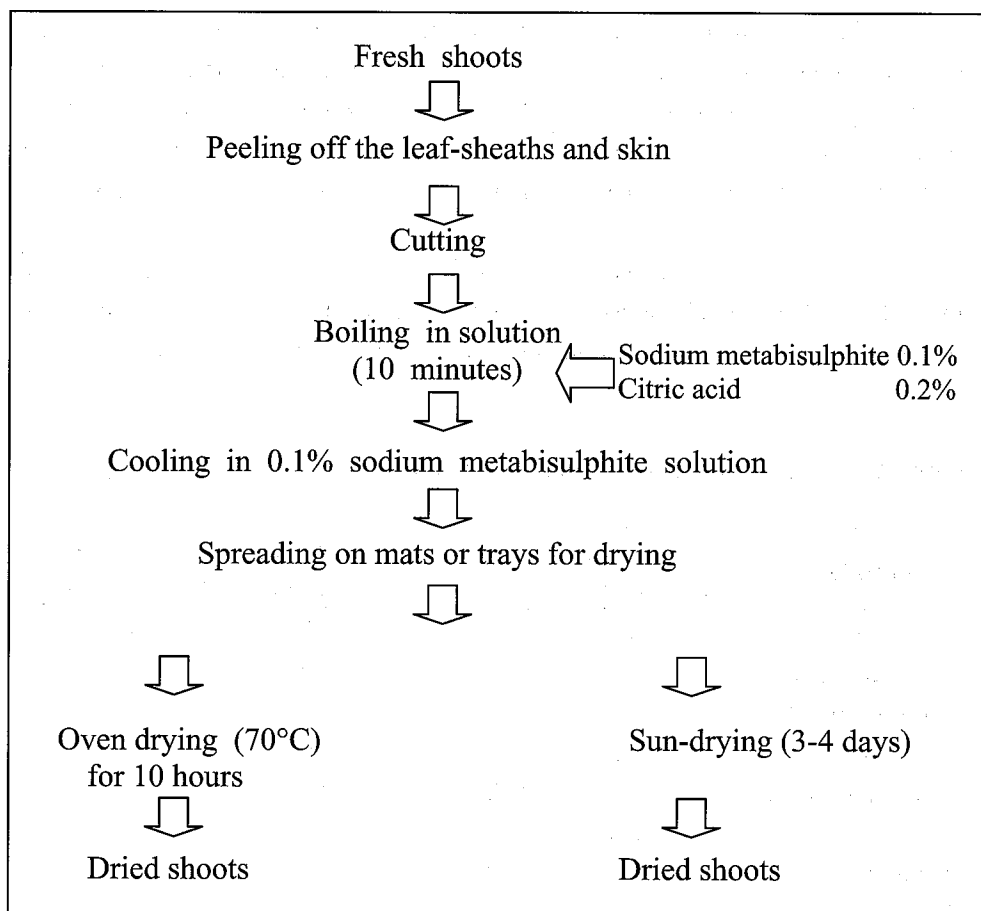 Fresh shoots
Peeling off the leaf-sheaths and skin
Cutting
Boiling in solution
(10 minutes)
Sodium metabisulphite 0.1%
Citric acid 0.2%
Cooling in 0.1% sodium metabisulphite solution
Spreading on mats or trays for drying
Oven drying (70°C)
for 10 hours
Dried shoots
Sun-drying (3-4 days)
Dried shoots